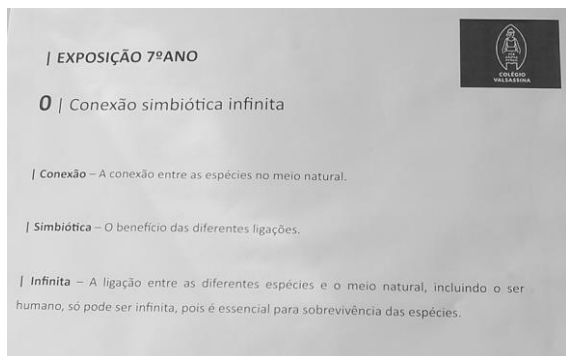 | EXPOSIÇÃO 7ºANO
COLÉGIO
VALSASSINA
0 | Conexão simbiótica infinita
| Conexão – A conexão entre as espécies no meio natural.
| Simbiótica – O benefício das diferentes ligações.
| Infinita – A ligação entre as diferentes espécies e o meio natural, incluindo o ser
humano, só pode ser infinita, pois é essencial para sobrevivência das espécies.